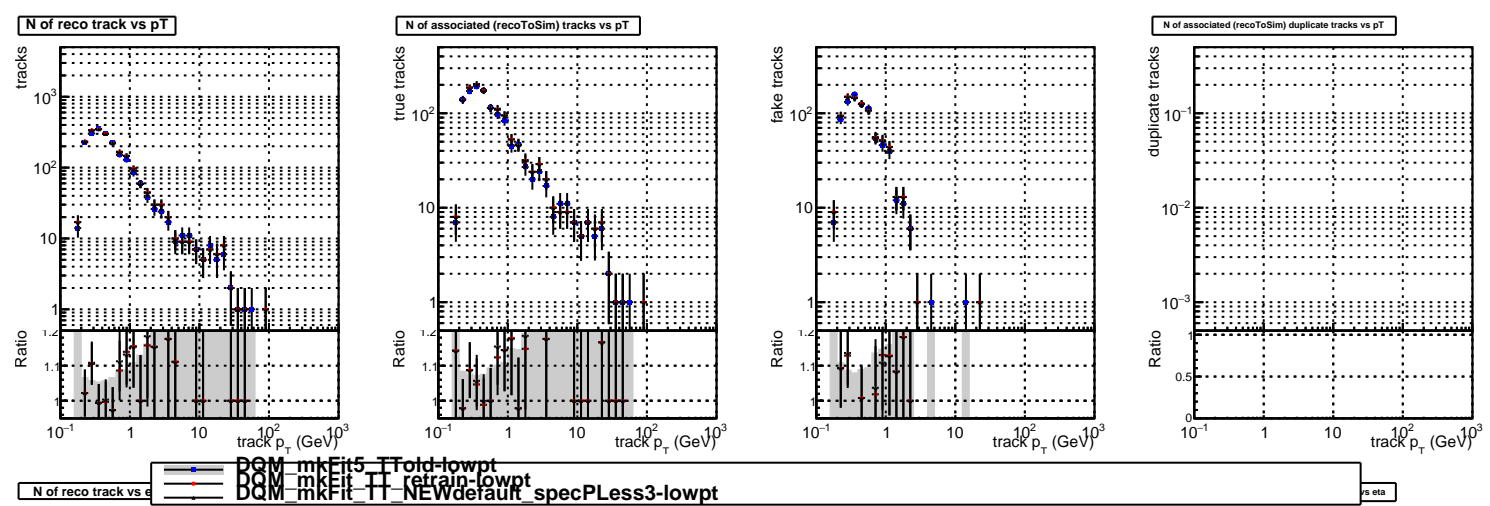 N of reco track vs pT
N of associated (recoToSim) tracks vs pT
N of associated (recoToSim) duplicate tracks vs pT
tracks
10³
10²
10
1
Ratio
1.2
1.1
1
10⁻¹ 1 10 10² 10³
track p_T (GeV)
true tracks
10²
10
1
Ratio
1.2
1.1
1
10⁻¹ 1 10 10² 10³
track p_T (GeV)
fake tracks
10²
10
1
Ratio
1.2
1.1
1
10⁻¹ 1 10 10² 10³
track p_T (GeV)
duplicate tracks
10⁻¹
10⁻²
10⁻³
Ratio
1
0.5
0
10⁻¹ 1 10 10² 10³
track p_T (GeV)
DQM_mkFit5_TTold-lowpt
DQM_mkFit_TT_retrain-lowpt
DQM_mkFit_TT_NEWdefault_specPLess3-lowpt
N of reco track vs e
vs eta